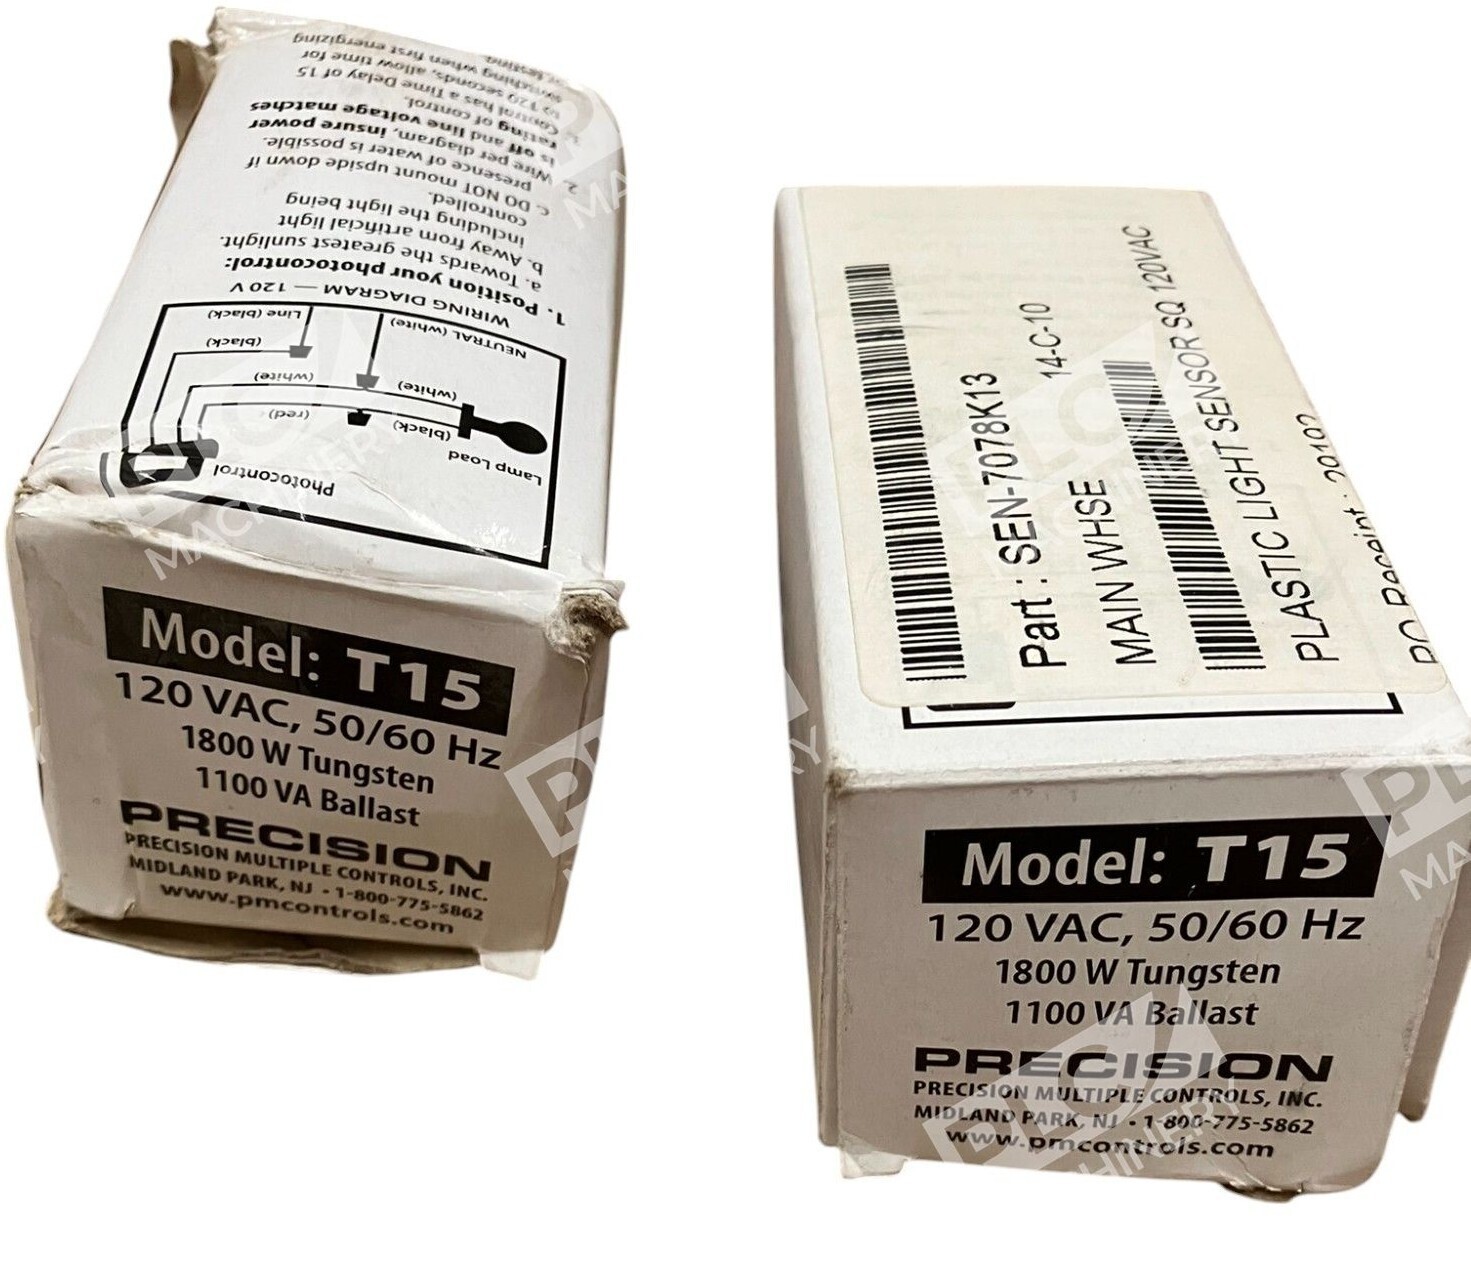 or testing.
switching when first energizing
to 120 seconds, allow time for
Control has a Time Delay of 15
rating of control.
is off and line voltage matches
2. Wire per diagram, insure power
presence of water is possible.
c. DO NOT mount upside down if
controlled.
including the light being
b. Away from artificial light
a. Towards the greatest sunlight.
1. Position your photocontrol:
WIRING DIAGRAM — 120 V
NEUTRAL (white)
Line (black)
(black)
(white)
(white)
(red)
(black)
Lamp Load
Photocontrol
Model: T15
120 VAC, 50/60 Hz
1800 W Tungsten
1100 VA Ballast
PRECISION
PRECISION MULTIPLE CONTROLS, INC.
MIDLAND PARK, NJ • 1-800-775-5862
www.pmcontrols.com
Part : SEN-7078K13
MAIN WHSE 14-C-10
PLASTIC LIGHT SENSOR SQ 120VAC
PO Receipt :
Model: T15
120 VAC, 50/60 Hz
1800 W Tungsten
1100 VA Ballast
PRECISION
PRECISION MULTIPLE CONTROLS, INC.
MIDLAND PARK, NJ • 1-800-775-5862
www.pmcontrols.com
PLC
MACHINERY